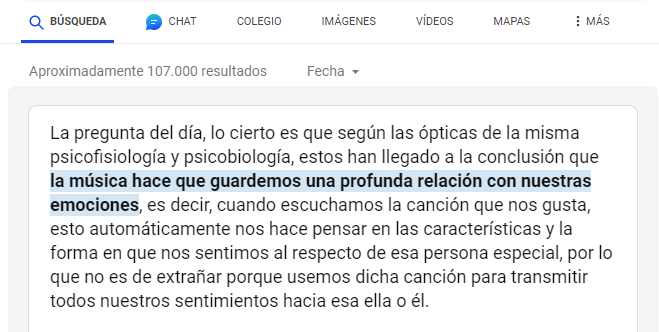 BÚSQUEDA CHAT COLEGIO IMÁGENES VÍDEOS MAPAS MÁS
Aproximadamente 107.000 resultados Fecha
La pregunta del día, lo cierto es que según las ópticas de la misma
psicofisiología y psicobiología, estos han llegado a la conclusión que
la música hace que guardemos una profunda relación con nuestras
emociones, es decir, cuando escuchamos la canción que nos gusta,
esto automáticamente nos hace pensar en las características y la
forma en que nos sentimos al respecto de esa persona especial, por lo
que no es de extrañar porque usemos dicha canción para transmitir
todos nuestros sentimientos hacia esa ella o él.